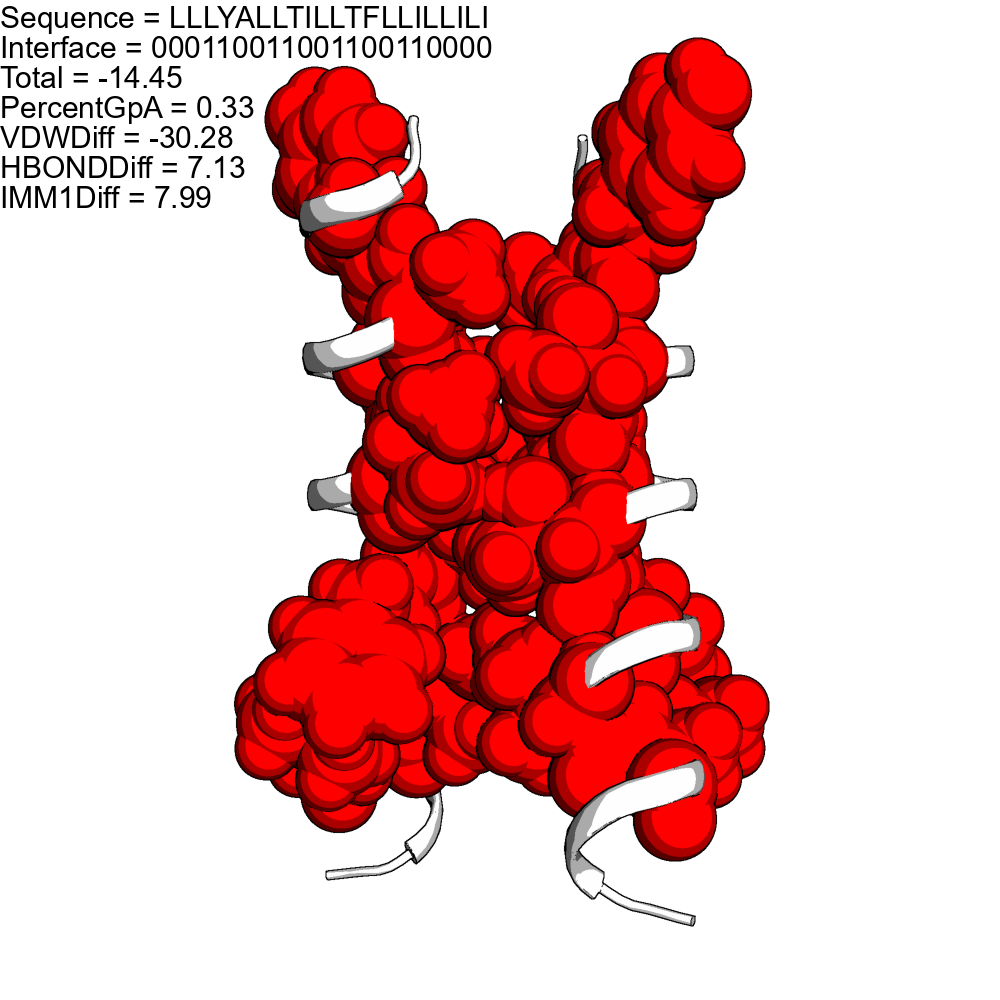 Sequence = LLLYALLTILLTFLLILLILI
Interface = 000110011001100110000
Total = -14.45
PercentGpA = 0.33
VDWDiff = -30.28
HBONDDiff = 7.13
IMM1Diff = 7.99